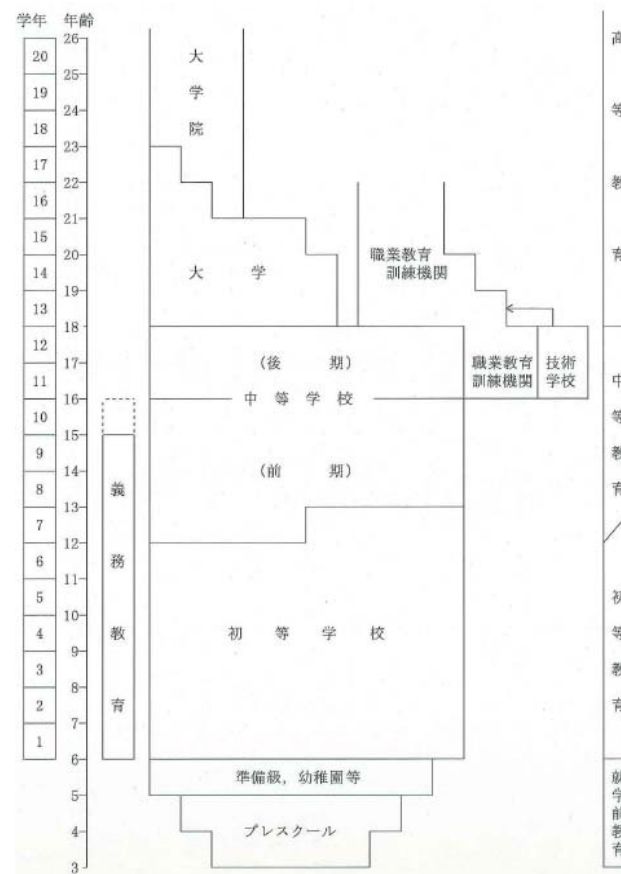 学年 年齢
26
20
25
19
24
18
23
17
22
16
21
15
20
14
19
13
18
12
17
11
16
10
15
9
14
8
13
7
12
6
11
5
10
4
9
3
8
2
7
1
6
5
4
3
義務教育
大学院
大学
職業教育
訓練機関
(後期)
中等学校
(前期)
職業教育
訓練機関
技術
学校
初等学校
準備級，幼稚園等
プレスクール
高等教育
中等教育
初等教育
就学前教育